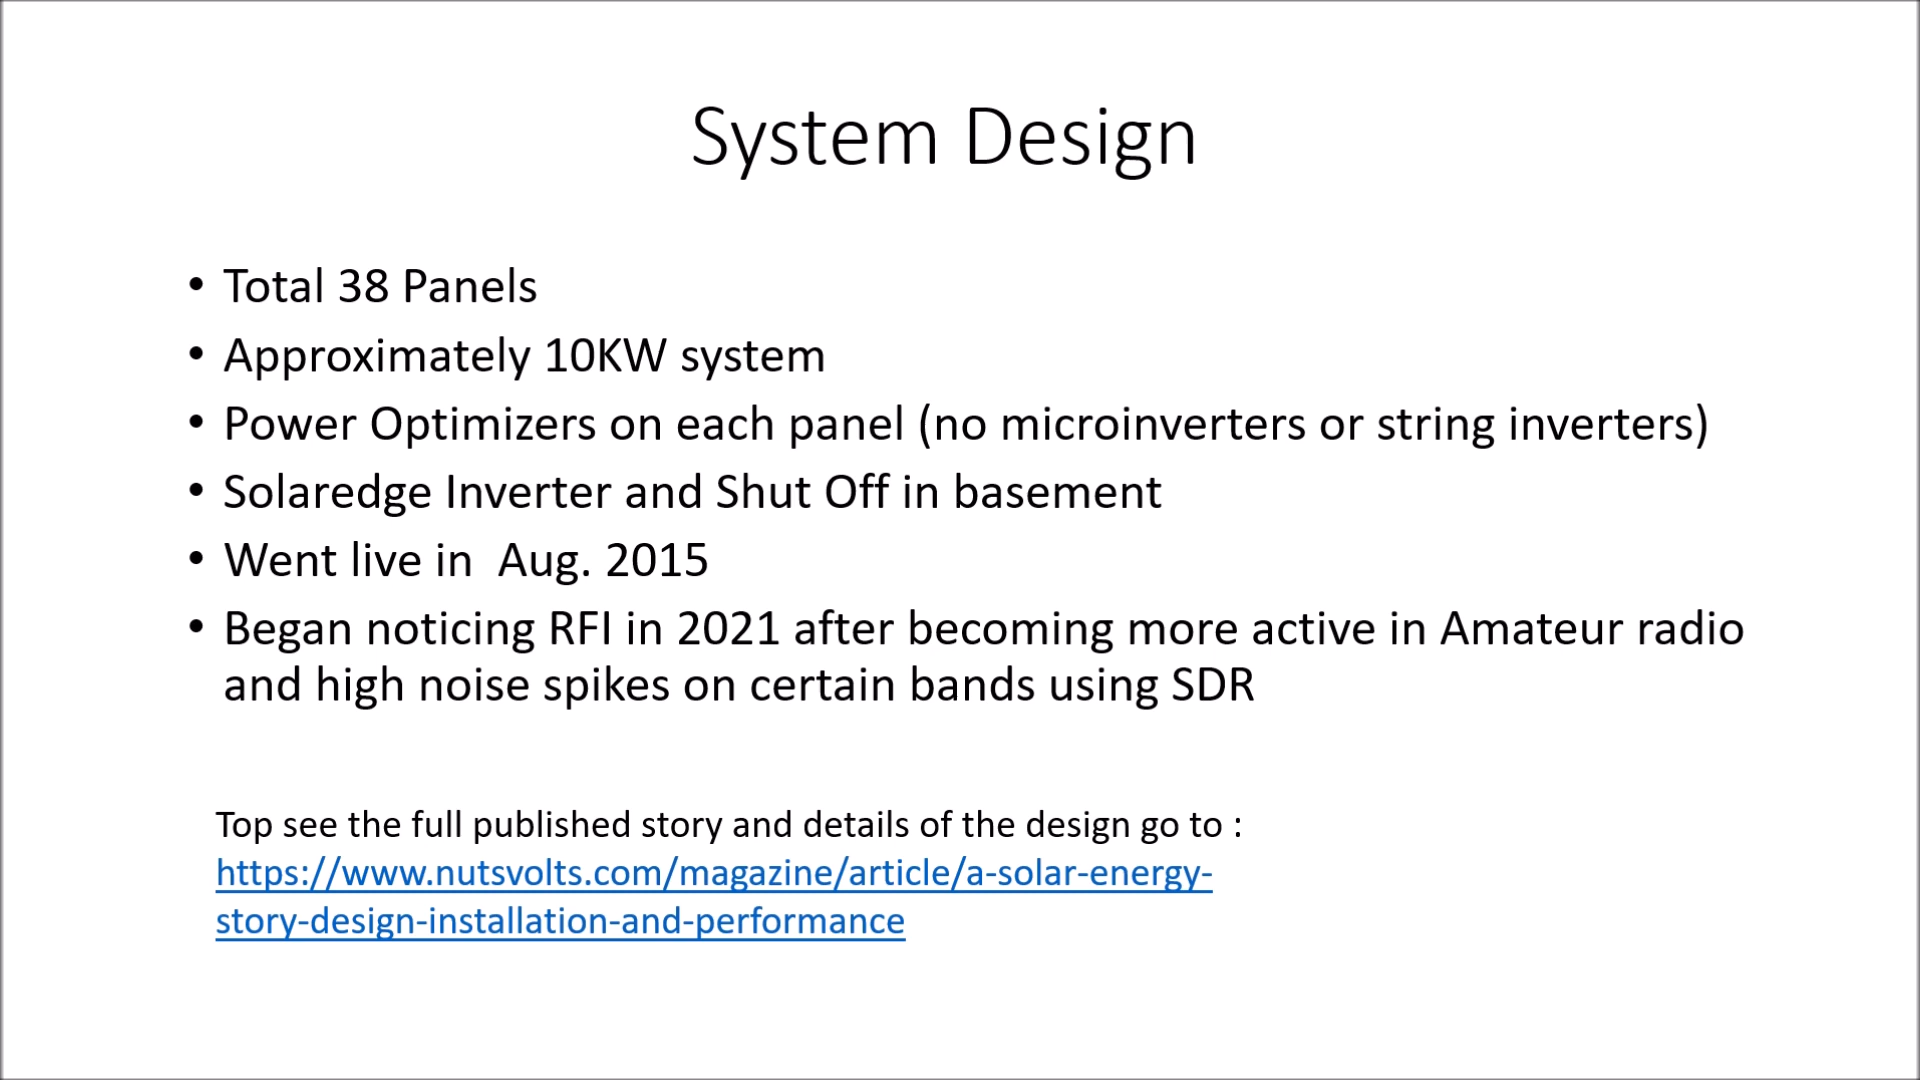 System Design
• Total 38 Panels
• Approximately 10KW system
• Power Optimizers on each panel (no microinverters or string inverters)
• Solaredge Inverter and Shut Off in basement
• Went live in  Aug. 2015
• Began noticing RFI in 2021 after becoming more active in Amateur radio
and high noise spikes on certain bands using SDR
Top see the full published story and details of the design go to :
https://www.nutsvolts.com/magazine/article/a-solar-energy-
story-design-installation-and-performance